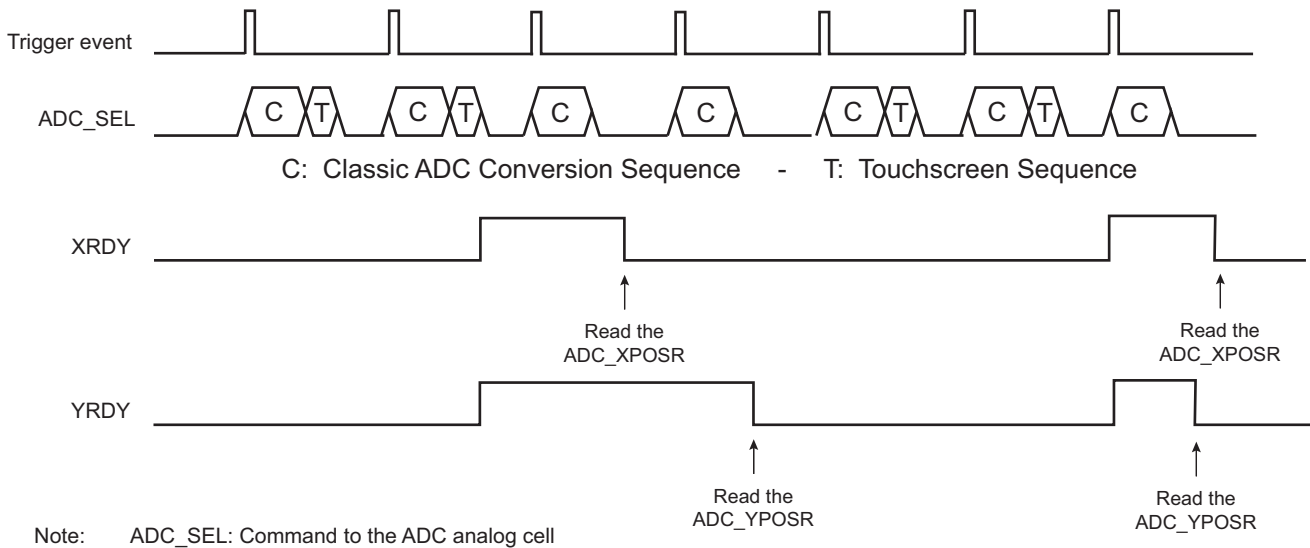 Trigger event
ADC_SEL
C T C T C C C T C T C
C: Classic ADC Conversion Sequence - T: Touchscreen Sequence
XRDY
Read the
ADC_XPOSR
Read the
ADC_XPOSR
YRDY
Read the
ADC_YPOSR
Read the
ADC_YPOSR
Note: ADC_SEL: Command to the ADC analog cell